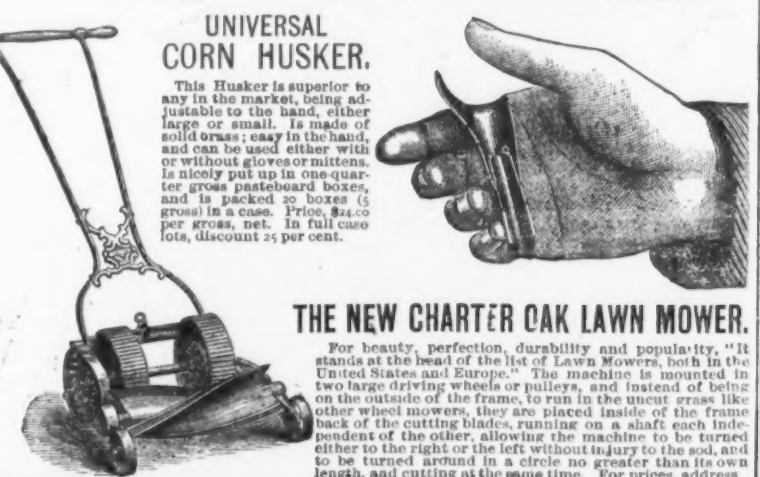 UNIVERSAL
CORN HUSKER.
This Husker is superior to
any in the market, being ad-
justable to the hand, either
large or small. Is made of
solid brass; easy in the hand,
and can be used either with
or without gloves or mittens.
Is nicely put up in one-quar-
ter gross pasteboard boxes,
and is packed 20 boxes (5
gross) in a case. Price, $24.00
per gross, net. In full case
lots, discount 25 per cent.
THE NEW CHARTER OAK LAWN MOWER.
For beauty, perfection, durability and popularity, "It
stands at the head of the list of Lawn Mowers, both in the
United States and Europe." The machine is mounted in
two large driving wheels or pulleys, and instead of being
on the outside of the frame, to run in the uncut grass like
other wheel mowers, they are placed inside of the frame
back of the cutting blades, running on a shaft each inde-
pendent of the other, allowing the machine to be turned
either to the right or the left without injury to the sod, and
to be turned around in a circle no greater than its own
length, and cutting at the same time. For prices, address